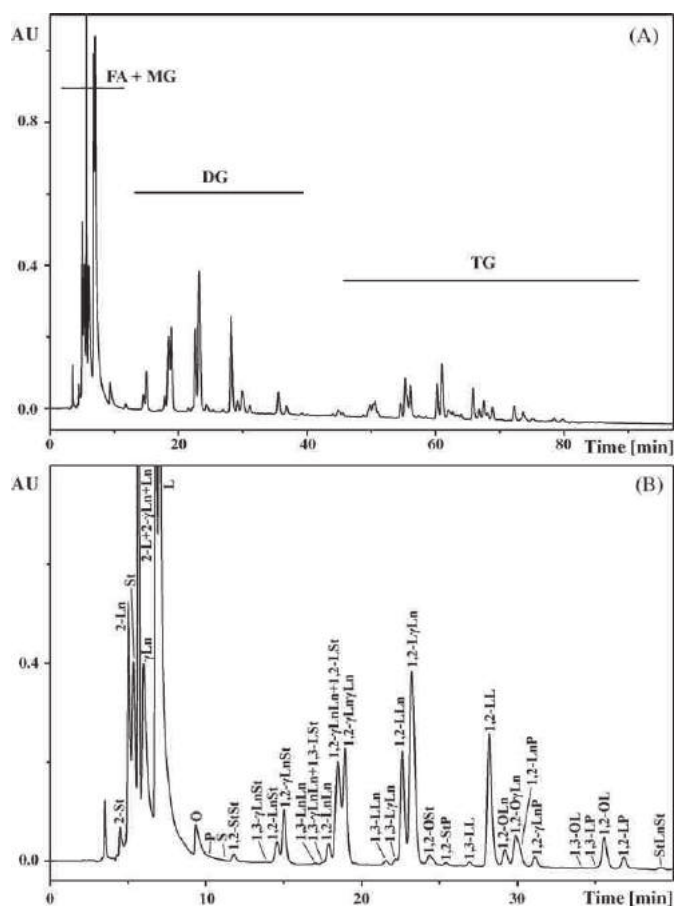 AU
(A)
FA + MG
0.8
DG
0.4
TG
0.0
0
20
40
60
80
Time [min]
AU
(B)
2-St
2-Ln
St
2-L+2-γLn+Ln
γLn
L
O
P
S
1,2-StSt
1,3-γLnSt
1,2-LnSt
1,2-γLnSt
1,3-LnLn
1,3-γLnLn+1,3-LSt
1,2-LnLn
1,2-γLnLn+1,2-LSt
1,2-γLnγLn
1,3-LLn
1,3-LγLn
1,2-LLn
1,2-LγLn
1,2-OSt
1,2-StP
1,3-LL
1,2-LL
1,2-OLn
1,2-OγLn
1,2-LnP
1,2-γLnP
1,3-OL
1,3-LP
1,2-OL
1,2-LP
StLnSt
0.4
0.0
0
10
20
30
Time [min]